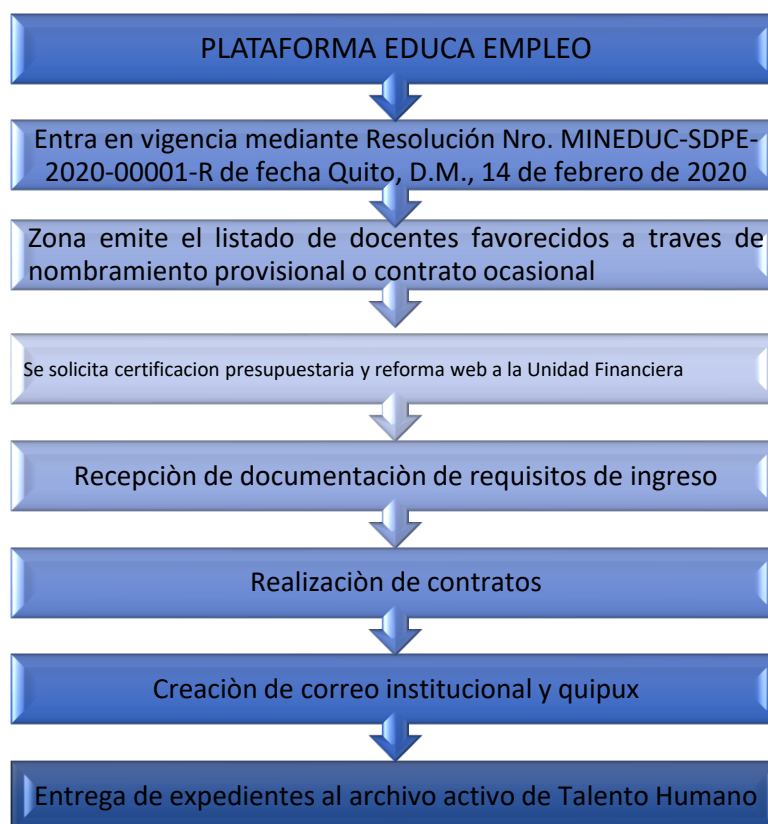 PLATAFORMA EDUCA EMPLEO
Entra en vigencia mediante Resolución Nro. MINEDUC-SDPE-
2020-00001-R de fecha Quito, D.M., 14 de febrero de 2020
Zona emite el listado de docentes favorecidos a traves de
nombramiento provisional o contrato ocasional
Se solicita certificacion presupuestaria y reforma web a la Unidad Financiera
Recepciòn de documentaciòn de requisitos de ingreso
Realizaciòn de contratos
Creaciòn de correo institucional y quipux
Entrega de expedientes al archivo activo de Talento Humano